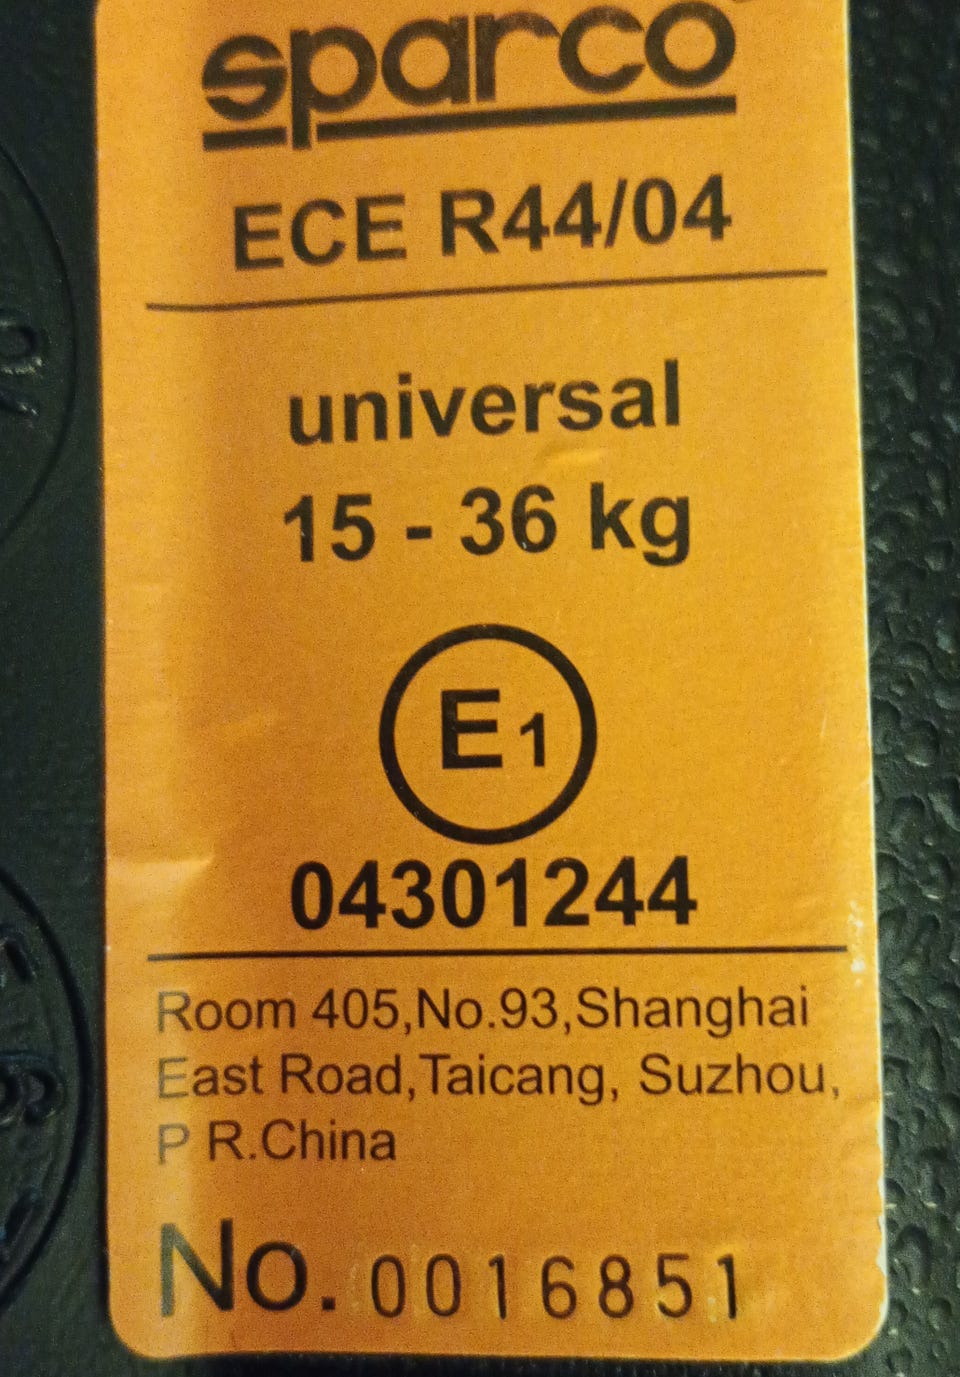 sparco
ECE R44/04
universal
15 - 36 kg
E1
04301244
Room 405,No.93,Shanghai
East Road,Taicang, Suzhou,
P R.China
No. 0016851